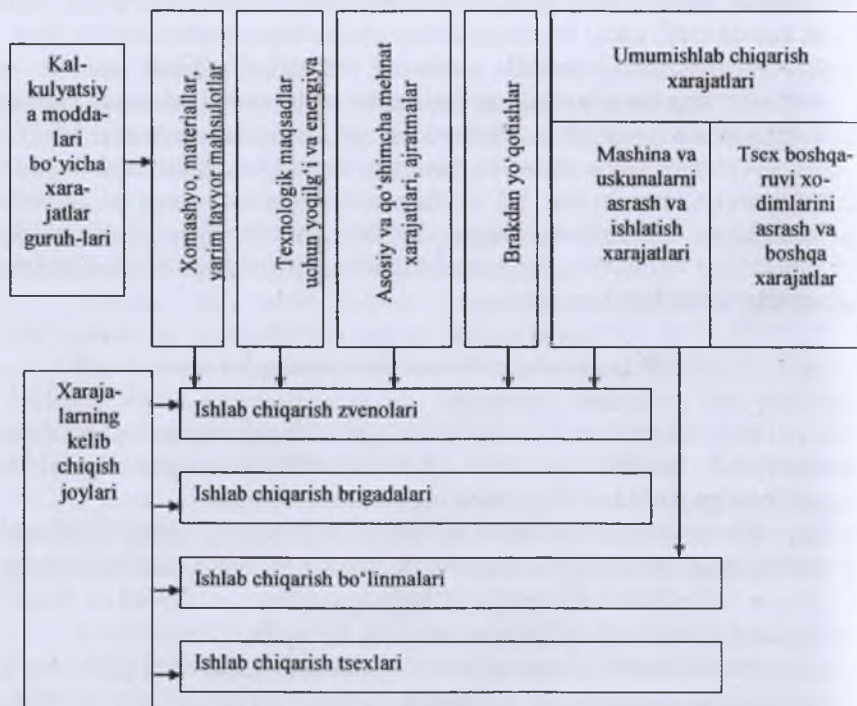 Kal-
kulyatsiy
a modda-
lari
bo‘yicha
xara-
jatlar
guruh-lari
Xomashyo, materiallar,
yarim tayyor mahsulotlar
Texnologik maqsadlar
uchun yoqilg‘i va energiya
Asosiy va qo‘shimcha mehnat
xarajatlari, ajratmalar
Brakdan yo‘qotishlar
Umumishlab chiqarish
xarajatlari
Mashina va
uskunalarni
asrash va
ishlatish
xarajatlari
Tsex boshqa-
ruvi xo-
dimlarini
asrash va
boshqa
xarajatlar
Xaraja-
larning
kelib
chiqish
joylari
Ishlab chiqarish zvenolari
Ishlab chiqarish brigadalari
Ishlab chiqarish bo‘linmalari
Ishlab chiqarish tsexlari